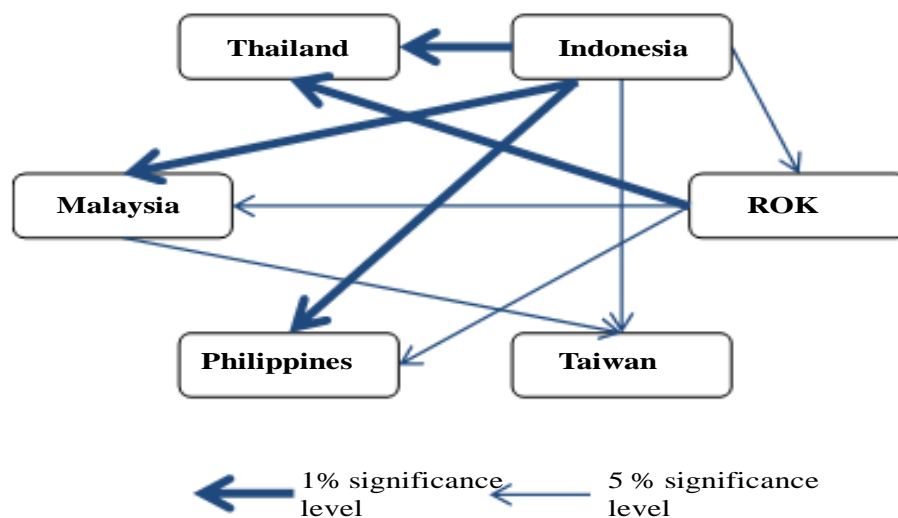 Thailand
Indonesia
Malaysia
ROK
Philippines
Taiwan
1% significance
level
5 % significance
level